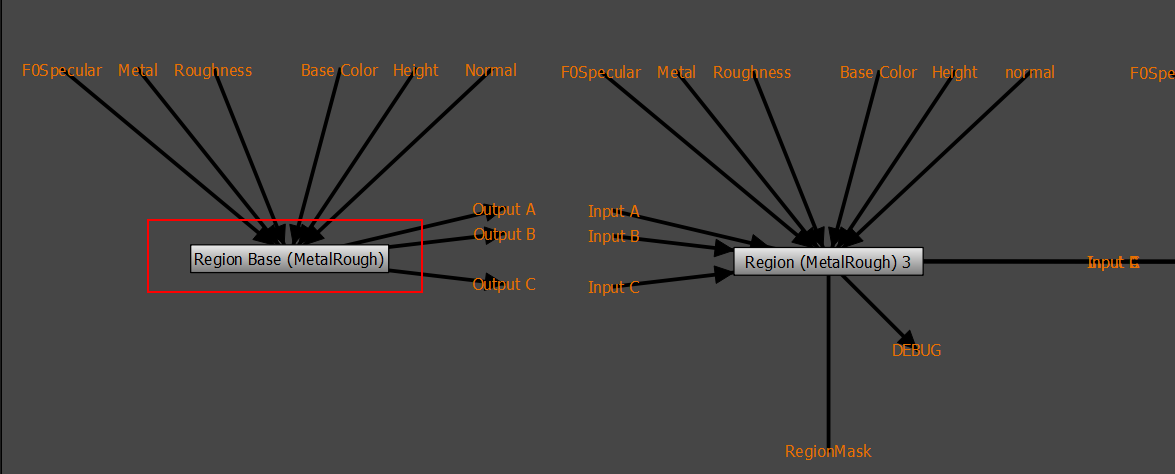 F0Specular Metal Roughness Base Color Height Normal
F0Specular Metal Roughness Base Color Height normal
F0Spe
Output A
Output B
Region Base (MetalRough)
Output C
Input A
Input B
Region (MetalRough) 3
Input C
DEBUG
RegionMask